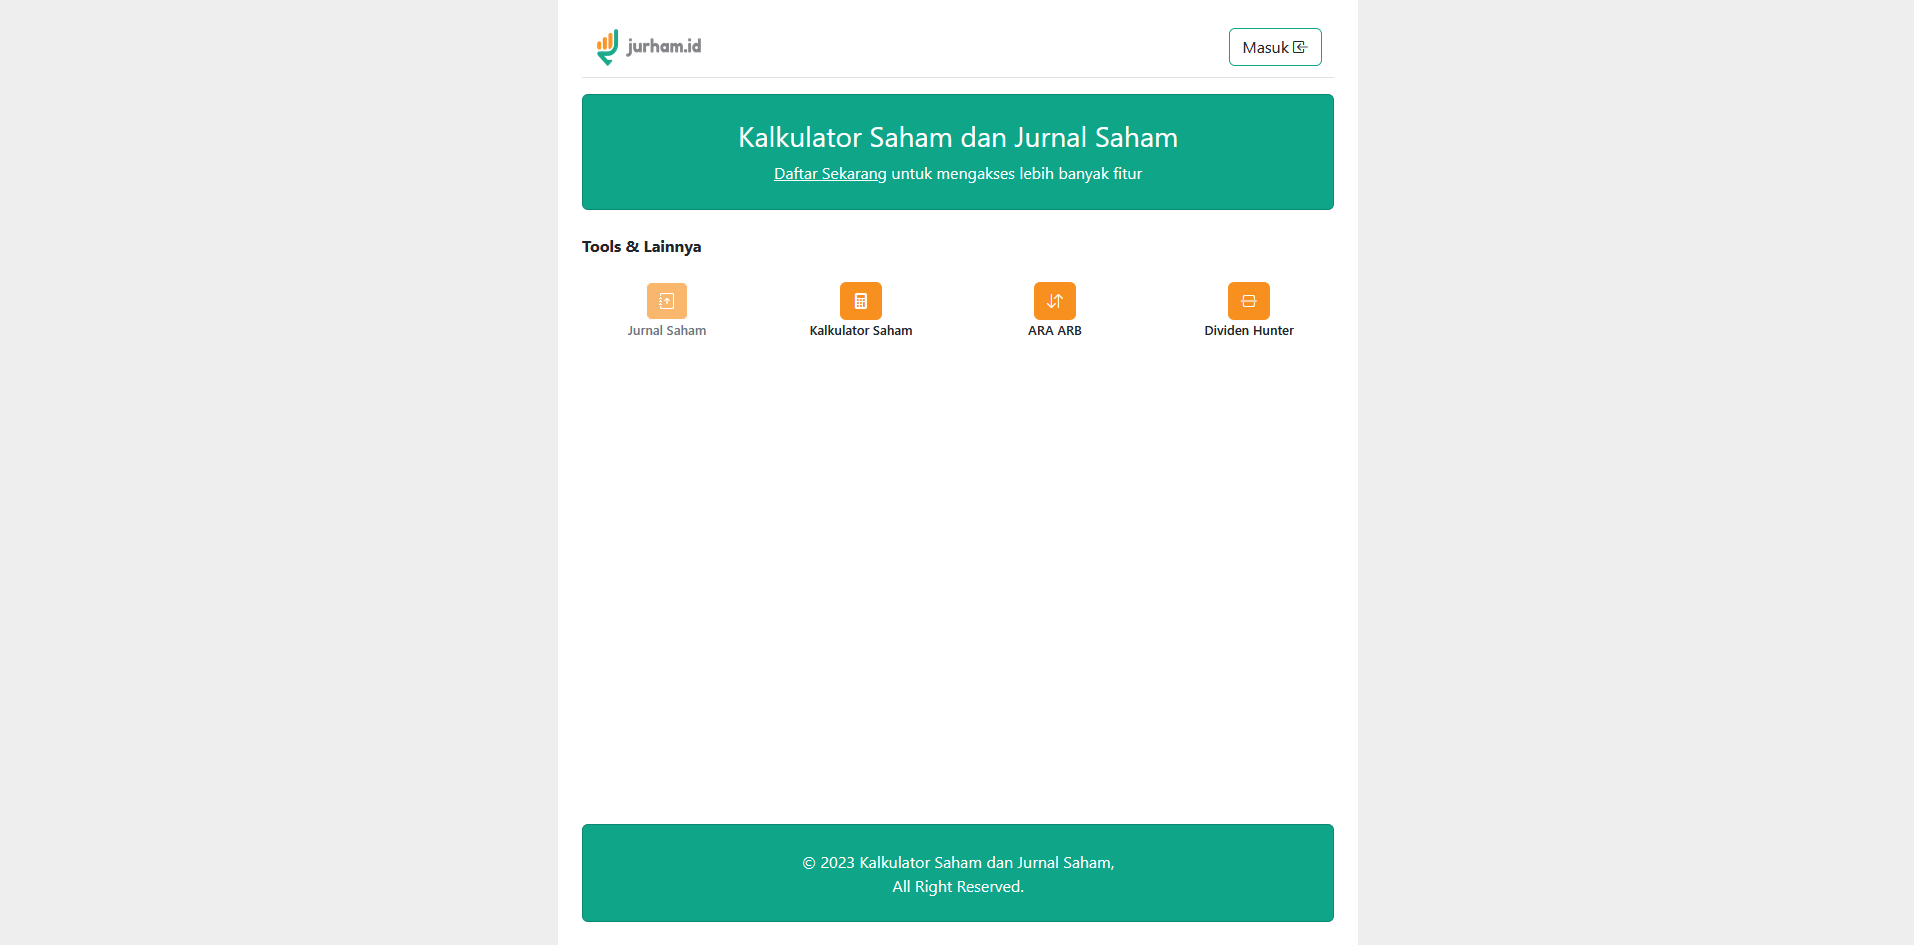 jurham.id
Masuk
Kalkulator Saham dan Jurnal Saham
Daftar Sekarang untuk mengakses lebih banyak fitur
Tools & Lainnya
Jurnal Saham
Kalkulator Saham
ARA ARB
Dividen Hunter
© 2023 Kalkulator Saham dan Jurnal Saham,
All Right Reserved.